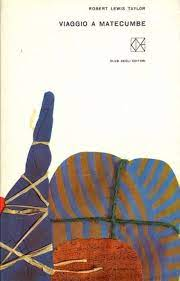 ROBERT LEWIS TAYLOR
VIAGGIO A MATECUMBE
CLUB DEGLI EDITORI